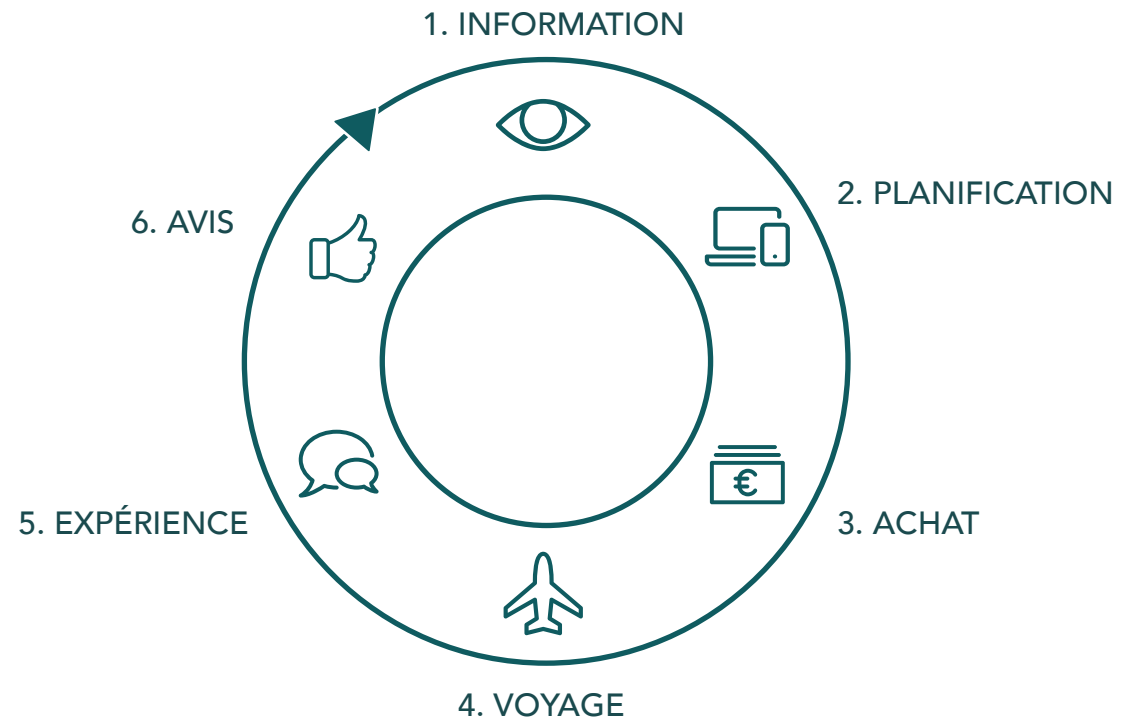 1. INFORMATION
2. PLANIFICATION
3. ACHAT
€
4. VOYAGE
5. EXPÉRIENCE
6. AVIS